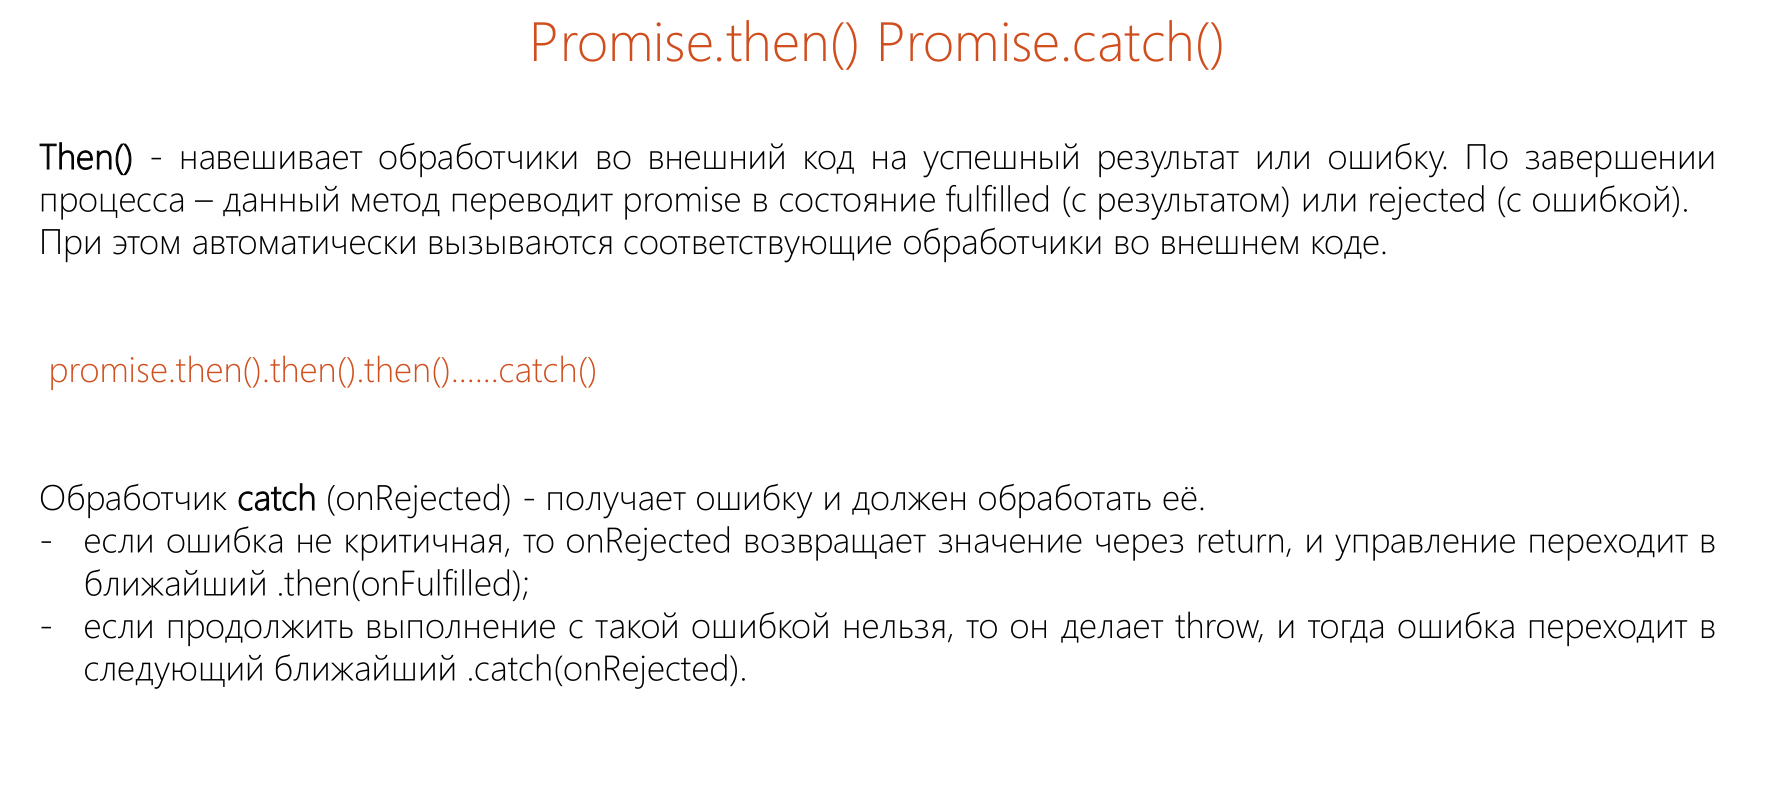 Promise.then() Promise.catch()
Then() - навешивает обработчики во внешний код на успешный результат или ошибку. По завершении
процесса – данный метод переводит promise в состояние fulfilled (с результатом) или rejected (с ошибкой).
При этом автоматически вызываются соответствующие обработчики во внешнем коде.
promise.then().then().then()......catch()
Обработчик catch (onRejected) - получает ошибку и должен обработать её.
- если ошибка не критичная, то onRejected возвращает значение через return, и управление переходит в
ближайший .then(onFulfilled);
- если продолжить выполнение с такой ошибкой нельзя, то он делает throw, и тогда ошибка переходит в
следующий ближайший .catch(onRejected).